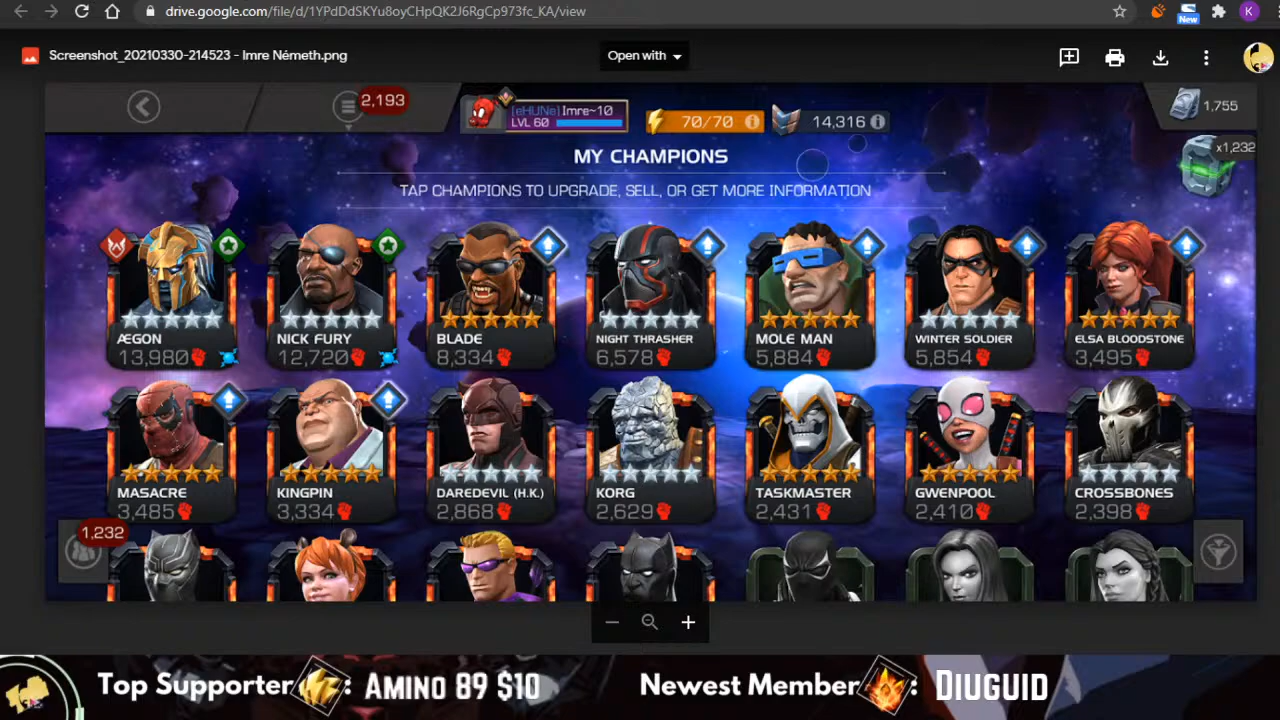 drive.google.com/file/d/1YPdDdSKYu8oyCHpQK2J6RgCp973fc_KA/view
New
K
Screenshot_20210330-214523 - Imre Németh.png
Open with
2,193
[eHUNe] Imre~10
LVL 60
70/70
14,316
1,755
x1,232
MY CHAMPIONS
TAP CHAMPIONS TO UPGRADE, SELL, OR GET MORE INFORMATION
ÆGON
13,980
NICK FURY
12,720
BLADE
8,334
NIGHT THRASHER
6,578
MOLE MAN
5,884
WINTER SOLDIER
5,854
ELSA BLOODSTONE
3,495
MASACRE
3,485
KINGPIN
3,334
DAREDEVIL (H.K.)
2,868
KORG
2,629
TASKMASTER
2,431
GWENPOOL
2,410
CROSSBONES
2,398
1,232
Top Supporter : Amino 89 $10
Newest Member : Diuguid